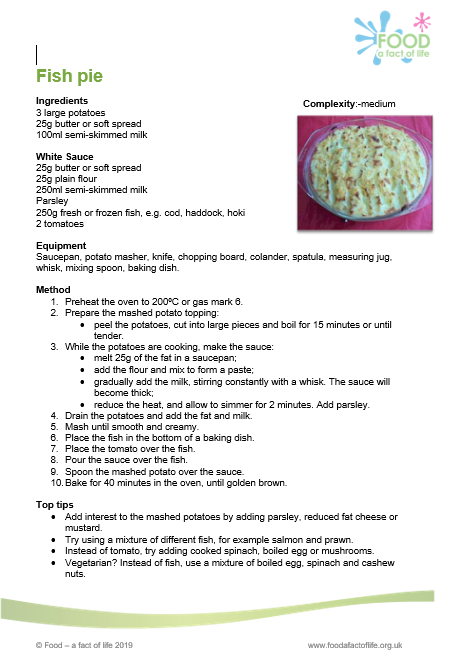 FOOD
a fact of life
Fish pie
Ingredients
3 large potatoes
25g butter or soft spread
100ml semi-skimmed milk
Complexity:-medium
White Sauce
25g butter or soft spread
25g plain flour
250ml semi-skimmed milk
Parsley
250g fresh or frozen fish, e.g. cod, haddock, hoki
2 tomatoes
Equipment
Saucepan, potato masher, knife, chopping board, colander, spatula, measuring jug,
whisk, mixing spoon, baking dish.
Method
1. Preheat the oven to 200ºC or gas mark 6.
2. Prepare the mashed potato topping:
• peel the potatoes, cut into large pieces and boil for 15 minutes or until
tender.
3. While the potatoes are cooking, make the sauce:
• melt 25g of the fat in a saucepan;
• add the flour and mix to form a paste;
• gradually add the milk, stirring constantly with a whisk. The sauce will
become thick;
• reduce the heat, and allow to simmer for 2 minutes. Add parsley.
4. Drain the potatoes and add the fat and milk.
5. Mash until smooth and creamy.
6. Place the fish in the bottom of a baking dish.
7. Place the tomato over the fish.
8. Pour the sauce over the fish.
9. Spoon the mashed potato over the sauce.
10. Bake for 40 minutes in the oven, until golden brown.
Top tips
• Add interest to the mashed potatoes by adding parsley, reduced fat cheese or
mustard.
• Try using a mixture of different fish, for example salmon and prawn.
• Instead of tomato, try adding cooked spinach, boiled egg or mushrooms.
• Vegetarian? Instead of fish, use a mixture of boiled egg, spinach and cashew
nuts.
© Food – a fact of life 2019
www.foodafactoflife.org.uk